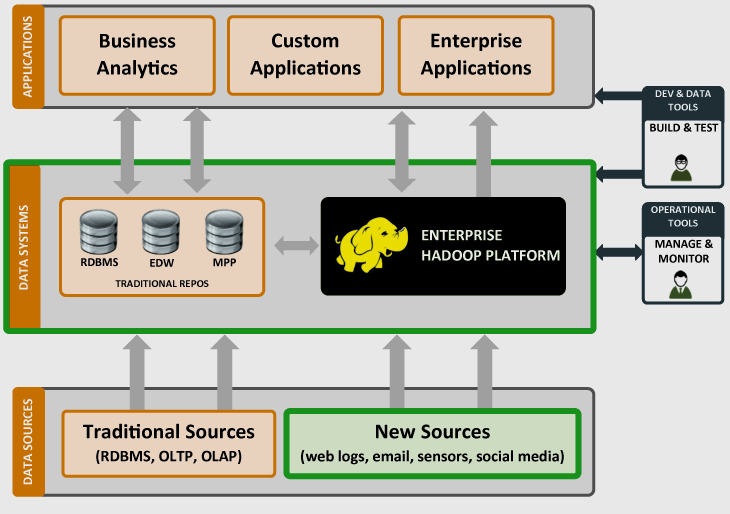 APPLICATIONS
Business
Analytics
Custom
Applications
Enterprise
Applications
DEV & DATA
TOOLS
BUILD & TEST
DATA SYSTEMS
RDBMS
EDW
MPP
TRADITIONAL REPOS
ENTERPRISE
HADOOP PLATFORM
OPERATIONAL
TOOLS
MANAGE &
MONITOR
DATA SOURCES
Traditional Sources
(RDBMS, OLTP, OLAP)
New Sources
(web logs, email, sensors, social media)